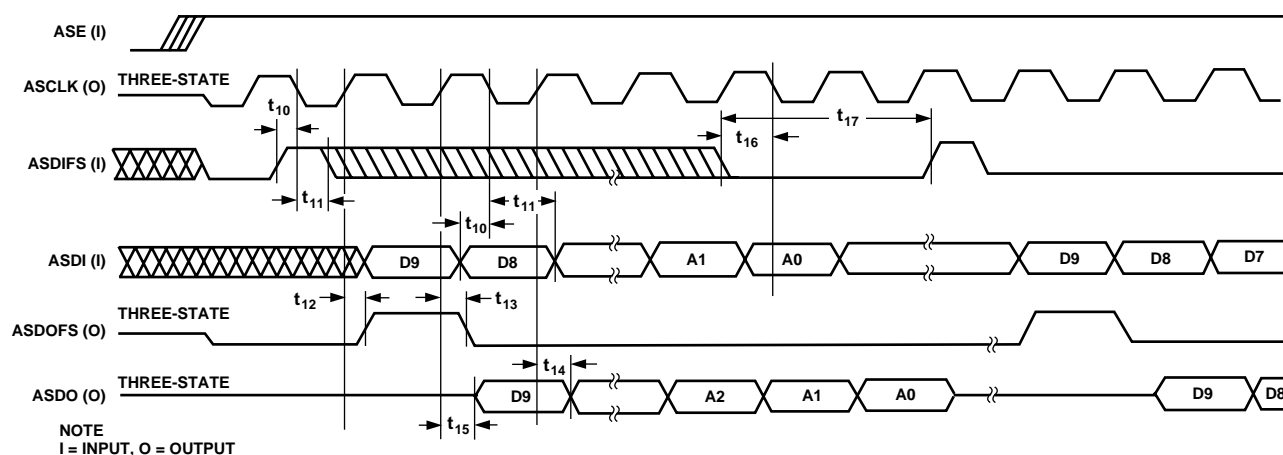 ASE (I)
ASCLK (O)
THREE-STATE
t10
t17
t16
ASDIFS (I)
t11
t11
t10
ASDI (I)
D9
D8
A1
A0
D9
D8
D7
t12
t13
THREE-STATE
ASDOFS (O)
t14
THREE-STATE
ASDO (O)
D9
A2
A1
A0
D9
D8
t15
NOTE
I = INPUT, O = OUTPUT